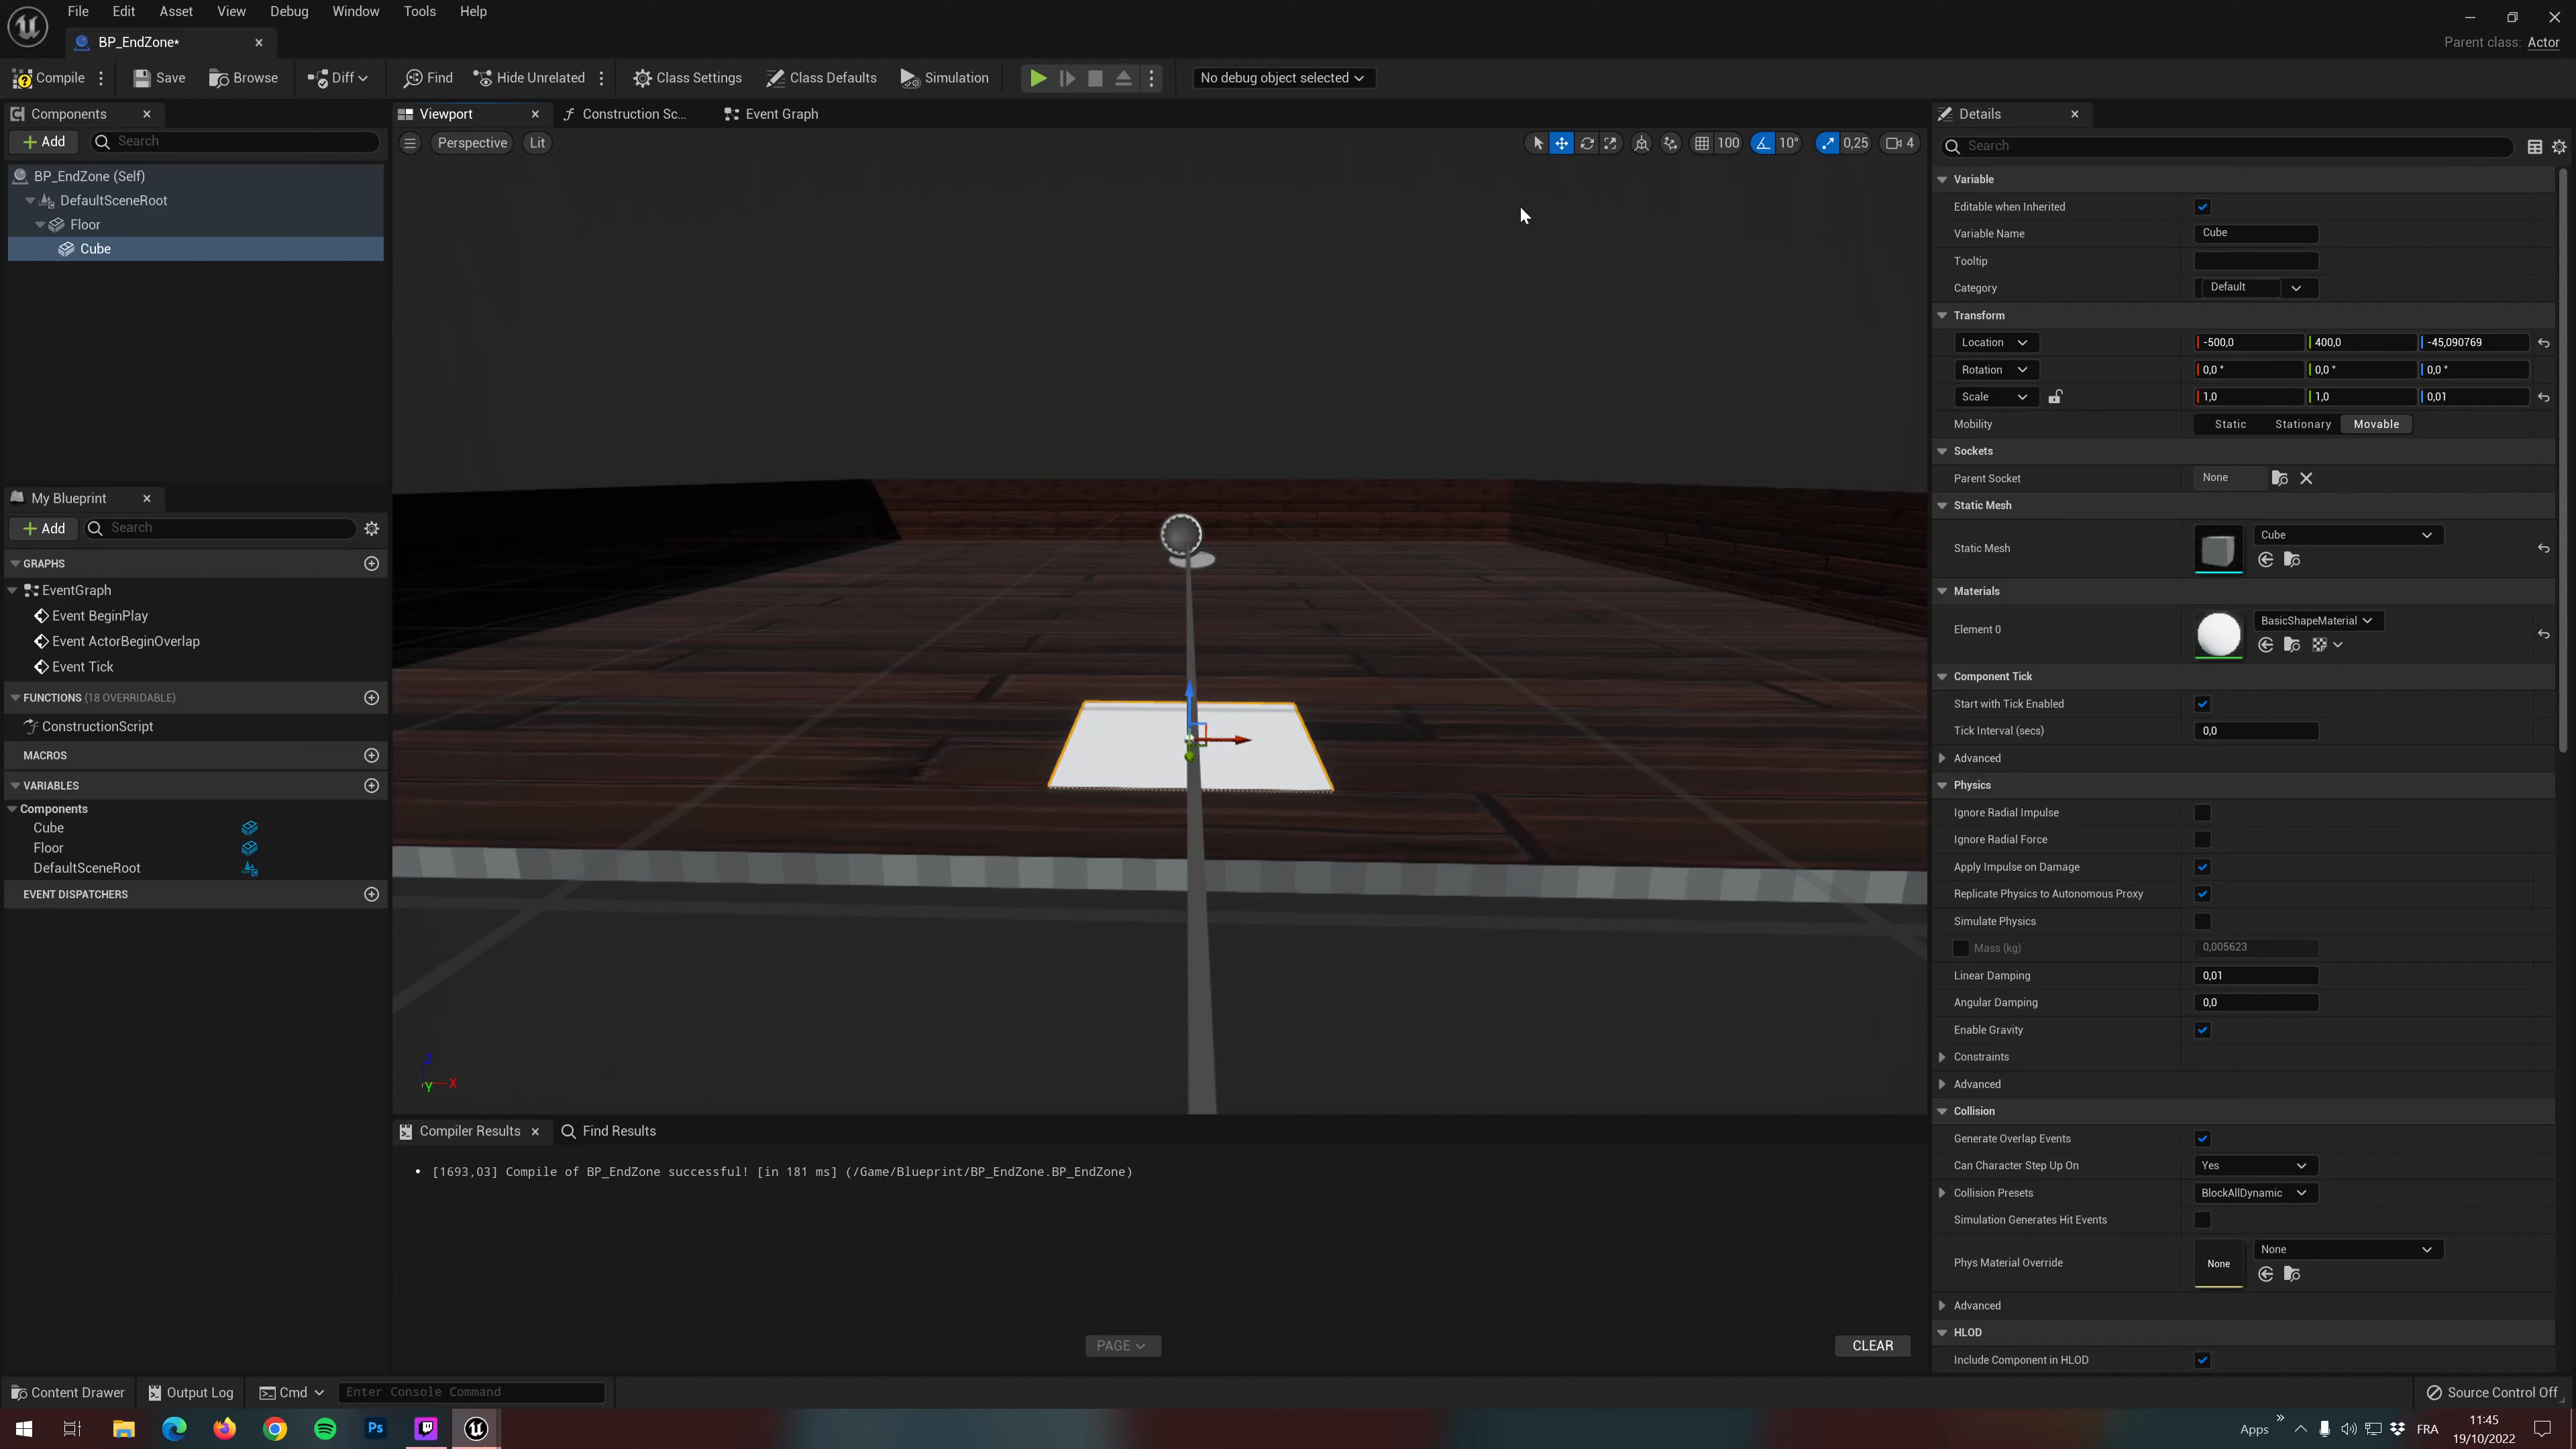 File Edit Asset View Debug Window Tools Help
BP_EndZone*
Parent class: Actor
Compile Save Browse Diff Find Hide Unrelated Class Settings Class Defaults Simulation No debug object selected
Components
Add Search
BP_EndZone (Self)
DefaultSceneRoot
Floor
Cube
My Blueprint
Add Search
GRAPHS
EventGraph
Event BeginPlay
Event ActorBeginOverlap
Event Tick
FUNCTIONS (18 OVERRIDABLE)
ConstructionScript
MACROS
VARIABLES
Components
Cube
Floor
DefaultSceneRoot
EVENT DISPATCHERS
Viewport Construction Sc... Event Graph
Perspective Lit 100 10° 0,25 4
Z
X
Y
Compiler Results Find Results
• [1693,03] Compile of BP_EndZone successful! [in 181 ms] (/Game/Blueprint/BP_EndZone.BP_EndZone)
PAGE CLEAR
Details
Search
Variable
Editable when Inherited
Variable Name Cube
Tooltip
Category Default
Transform
Location -500,0 400,0 -45,090769
Rotation 0,0 ° 0,0 ° 0,0 °
Scale 1,0 1,0 0,01
Mobility Static Stationary Movable
Sockets
Parent Socket None
Static Mesh
Static Mesh Cube
Materials
Element 0 BasicShapeMaterial
Component Tick
Start with Tick Enabled
Tick Interval (secs) 0,0
Advanced
Physics
Ignore Radial Impulse
Ignore Radial Force
Apply Impulse on Damage
Replicate Physics to Autonomous Proxy
Simulate Physics
Mass (kg) 0,005623
Linear Damping 0,01
Angular Damping 0,0
Enable Gravity
Constraints
Advanced
Collision
Generate Overlap Events
Can Character Step Up On Yes
Collision Presets BlockAllDynamic
Simulation Generates Hit Events
Phys Material Override None None
Advanced
HLOD
Include Component in HLOD
Content Drawer Output Log Cmd Enter Console Command Source Control Off
Ps Apps FRA 11:45
19/10/2022